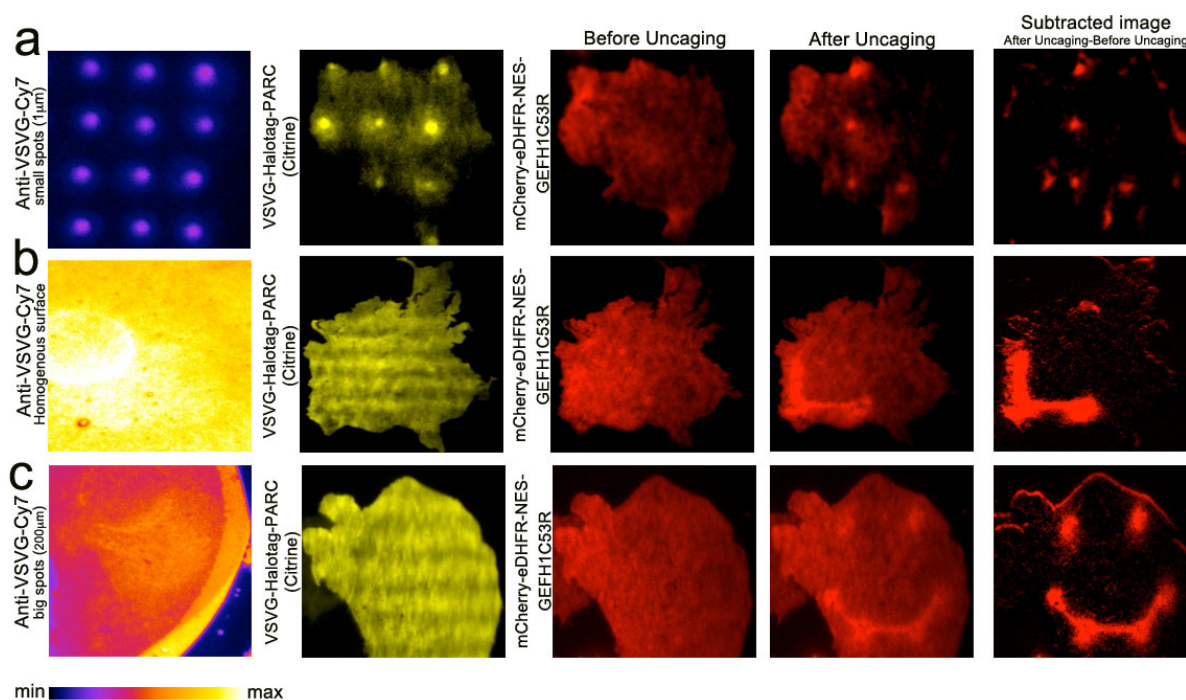 Before Uncaging
After Uncaging
Subtracted image
After Uncaging-Before Uncaging
a
Anti-VSVG-Cy7
small spots (1µm)
VSVG-Halotag-PARC
(Citrine)
mCherry-eDHFR-NES-
GEFH1C53R
b
Anti-VSVG-Cy7
Homogenous surface
VSVG-Halotag-PARC
(Citrine)
mCherry-eDHFR-NES-
GEFH1C53R
c
Anti-VSVG-Cy7
big spots (200µm)
VSVG-Halotag-PARC
(Citrine)
mCherry-eDHFR-NES-
GEFH1C53R
min
max